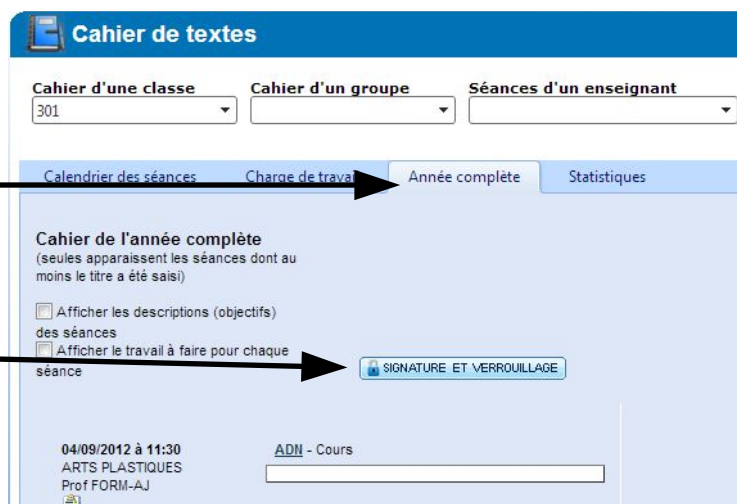 Cahier de textes
Cahier d'une classe Cahier d'un groupe Séances d'un enseignant
301
Calendrier des séances Charge de travail Année complète Statistiques
Cahier de l'année complète
(seules apparaissent les séances dont au
moins le titre a été saisi)
Afficher les descriptions (objectifs)
des séances
Afficher le travail à faire pour chaque
séance
SIGNATURE ET VERROUILLAGE
04/09/2012 à 11:30 ADN - Cours
ARTS PLASTIQUES
Prof FORM-AJ